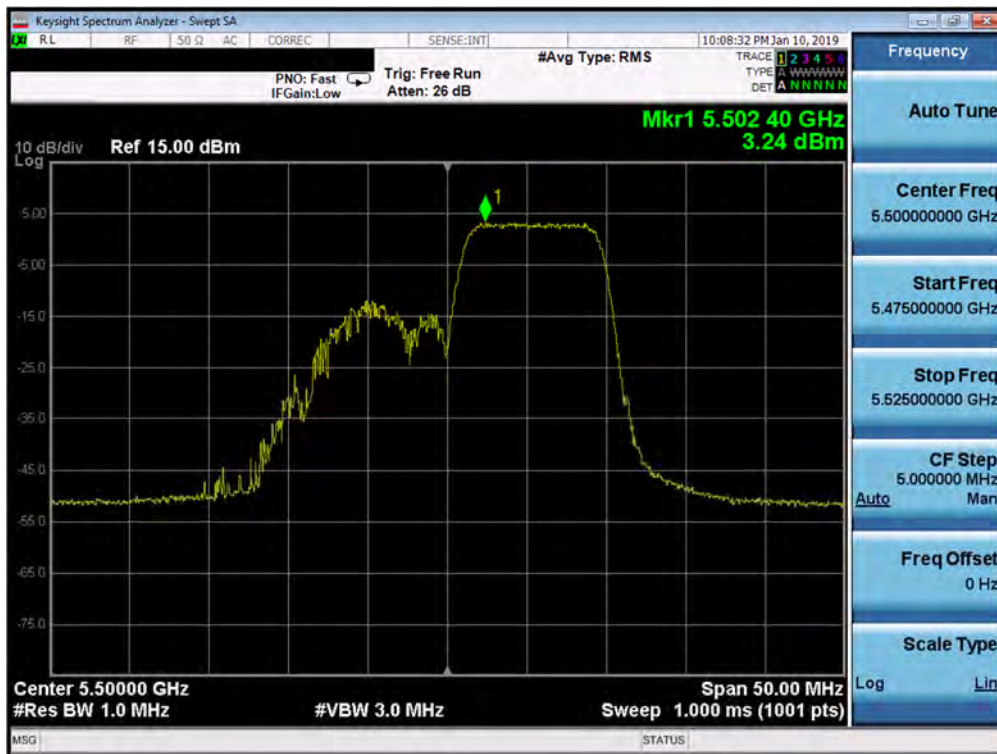 Keysight Spectrum Analyzer - Swept SA
LXI RL RF 50 Ω AC CORREC SENSE:INT 10:08:32 PM Jan 10, 2019
#Avg Type: RMS
TRACE 1 2 3 4 5 6
PNO: Fast Trig: Free Run TYPE A WWWWW
IFGain:Low Atten: 26 dB DET A N N N N N
Mkr1 5.502 40 GHz
3.24 dBm
10 dB/div Ref 15.00 dBm
Log
5.00
-5.00
-15.0
-25.0
-35.0
-45.0
-55.0
-65.0
-75.0
1
Center 5.50000 GHz Span 50.00 MHz
#Res BW 1.0 MHz #VBW 3.0 MHz Sweep 1.000 ms (1001 pts)
MSG STATUS
Frequency
Auto Tune
Center Freq
5.500000000 GHz
Start Freq
5.475000000 GHz
Stop Freq
5.525000000 GHz
CF Step
5.000000 MHz
Auto Man
Freq Offset
0 Hz
Scale Type
Log Lin